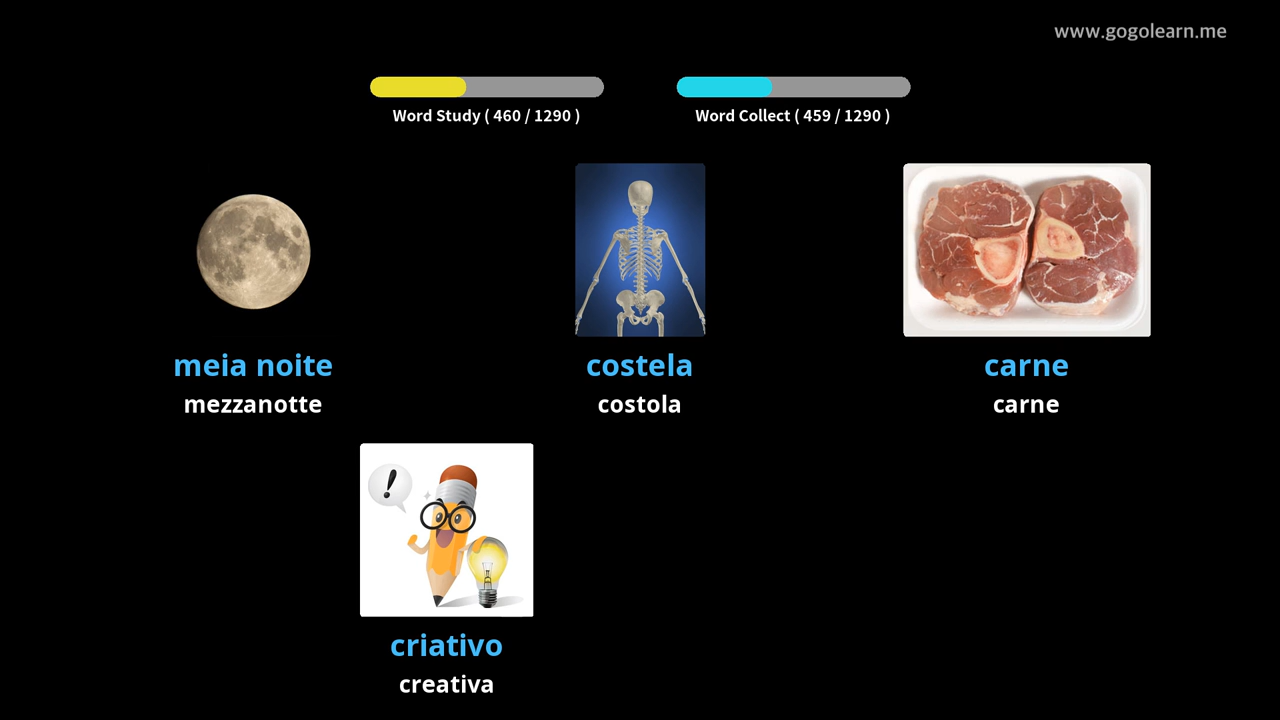 www.gogolearn.me
Word Study ( 460 / 1290 )
Word Collect ( 459 / 1290 )
meia noite
mezzanotte
costela
costola
carne
carne
criativo
creativa